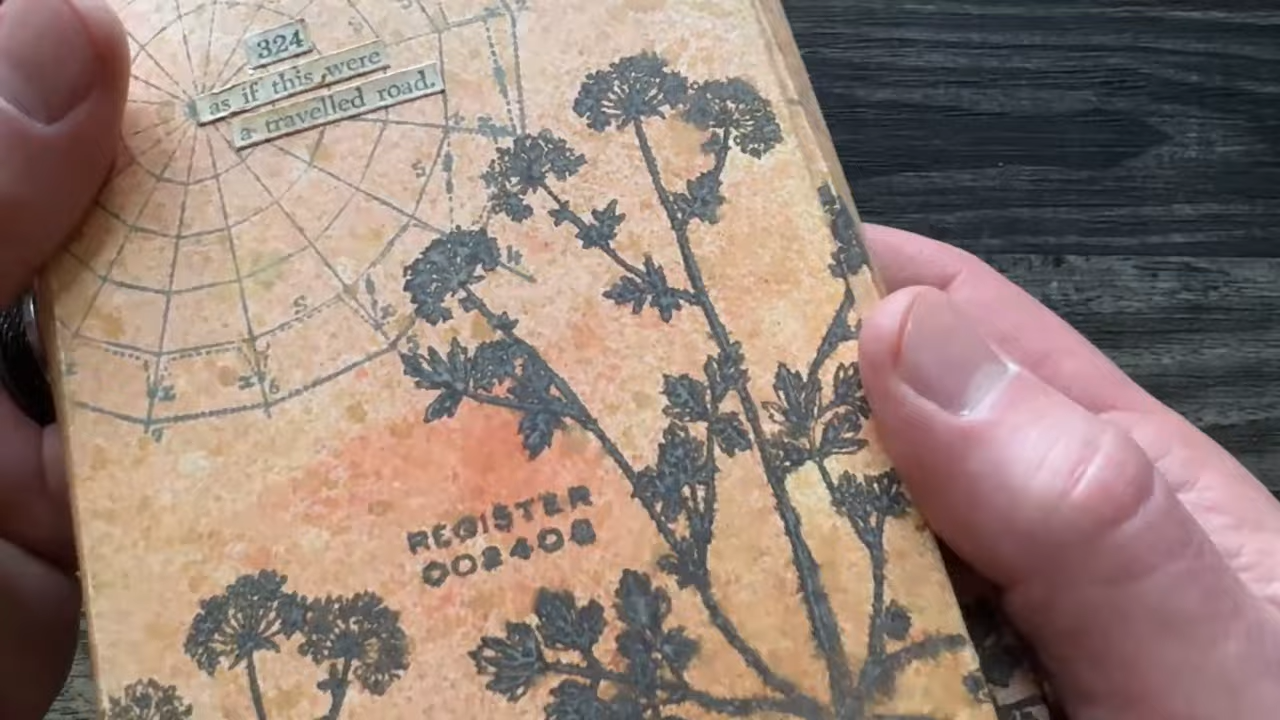 324
as if this were
a travelled road.
REGISTER
002408